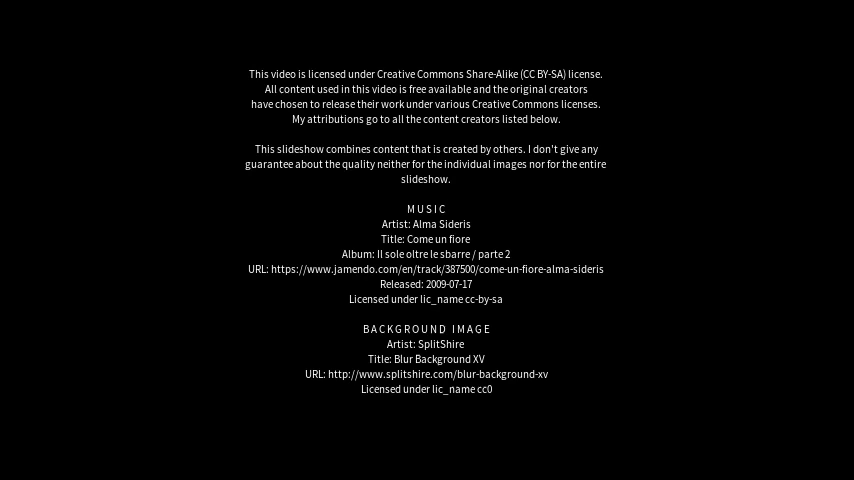 This video is licensed under Creative Commons Share-Alike (CC BY-SA) license.
All content used in this video is free available and the original creators
have chosen to release their work under various Creative Commons licenses.
My attributions go to all the content creators listed below.
This slideshow combines content that is created by others. I don't give any
guarantee about the quality neither for the individual images nor for the entire
slideshow.
MUSIC
Artist: Alma Sideris
Title: Come un fiore
Album: Il sole oltre le sbarre / parte 2
URL: https://www.jamendo.com/en/track/387500/come-un-fiore-alma-sideris
Released: 2009-07-17
Licensed under lic_name cc-by-sa
BACKGROUND IMAGE
Artist: SplitShire
Title: Blur Background XV
URL: http://www.splitshire.com/blur-background-xv
Licensed under lic_name cc0